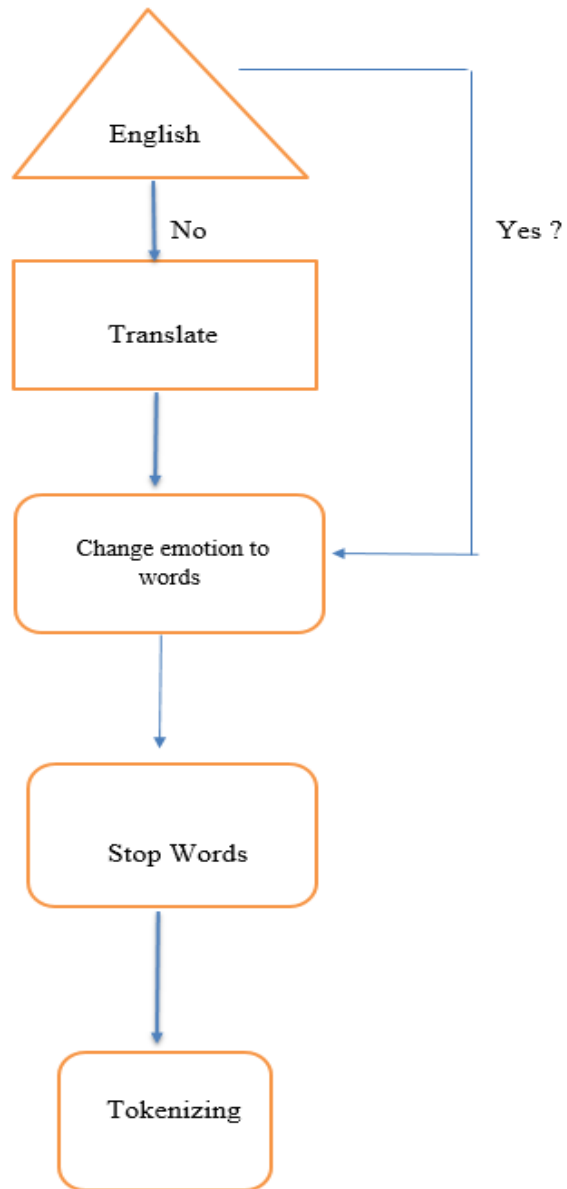 English
No
Yes ?
Translate
Change emotion to
words
Stop Words
Tokenizing